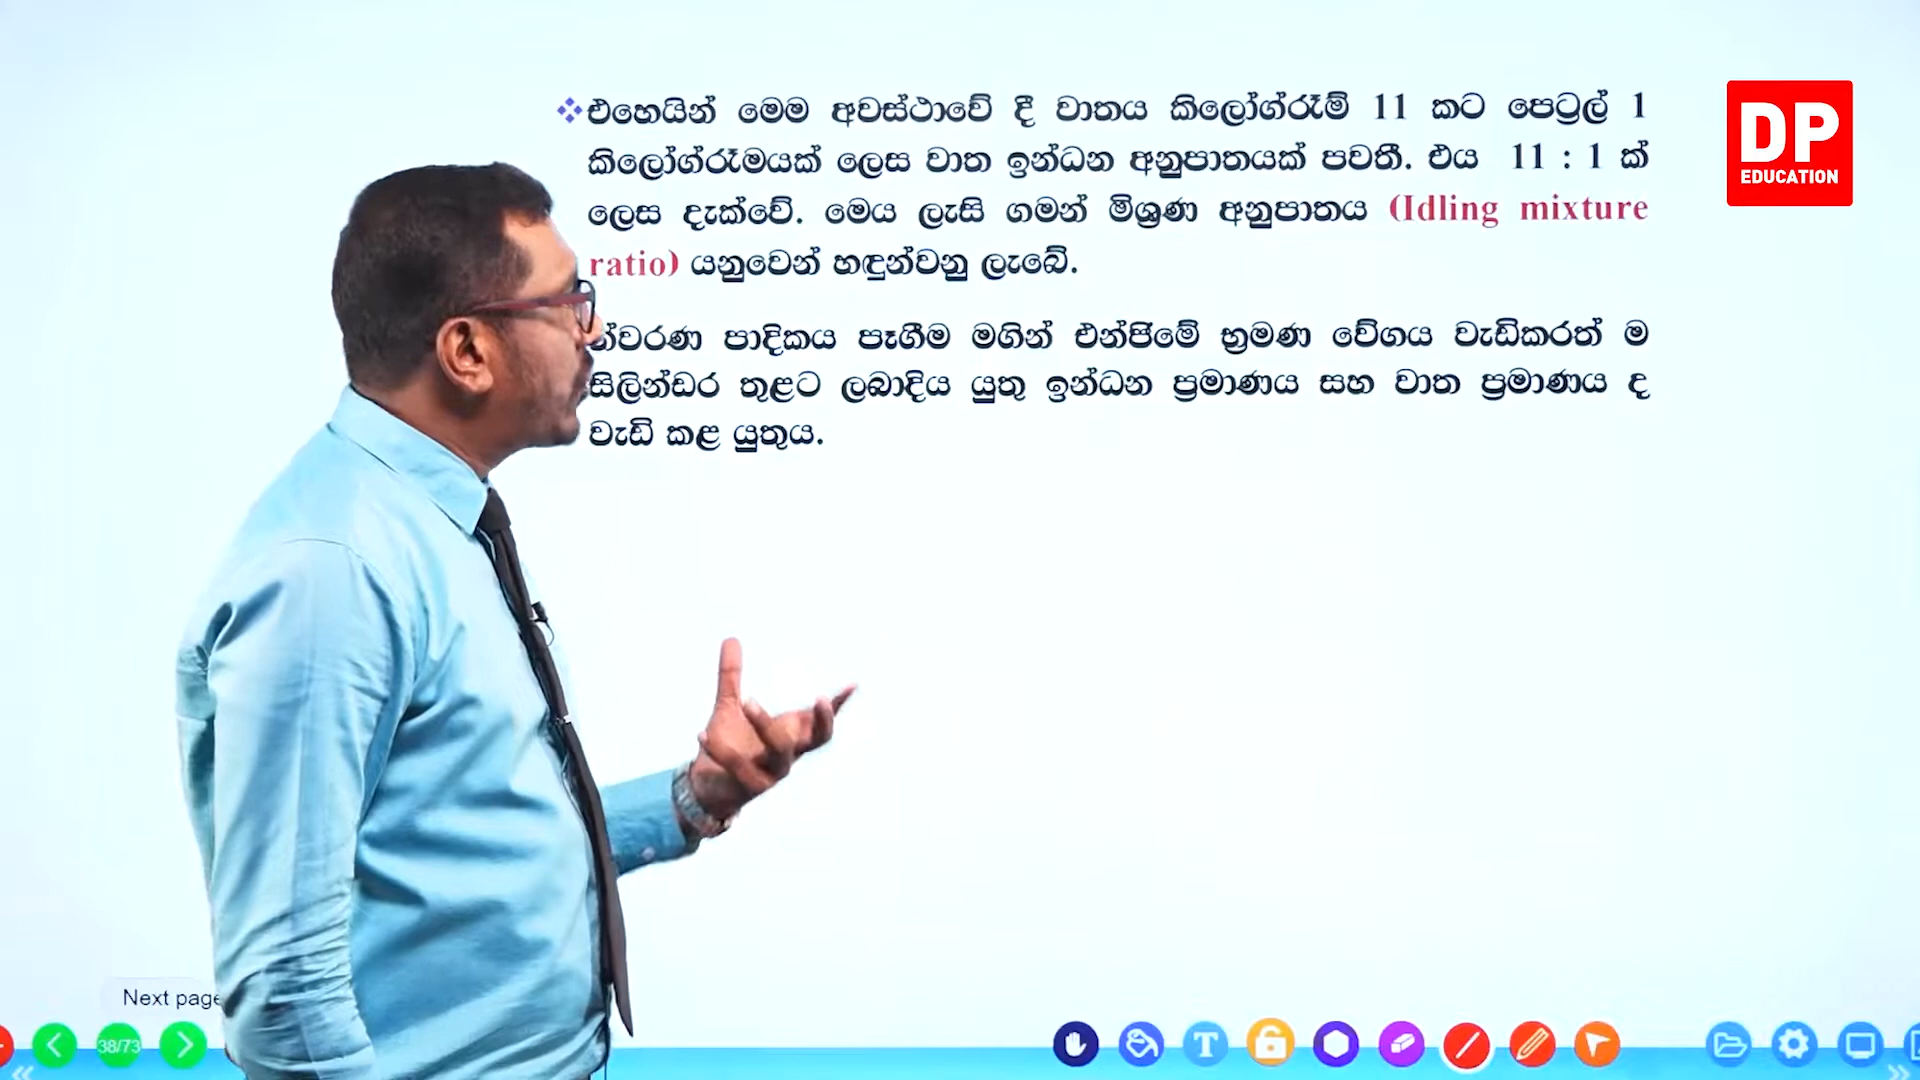 එහෙයින් මෙම අවස්ථාවේ දී වාතය කිලෝග්රෑම් 11 කට පෙට්‍රල් 1
කිලෝග්රෑමයක් ලෙස වාත ඉන්ධන අනුපාතයක් පවතී. එය 11 : 1 ක්
ලෙස දැක්වේ. මෙය ලැසි ගමන් මිශ්‍රණ අනුපාතය (Idling mixture
ratio) යනුවෙන් හඳුන්වනු ලැබේ.
පාදිකය පෑගීම මගින් එන්ජිමේ භ්‍රමණ වේගය වැඩිකරත් ම
සිලින්ඩර තුළට ලබාදිය යුතු ඉන්ධන ප්‍රමාණය සහ වාත ප්‍රමාණය ද
වැඩි කළ යුතුය.
DP
EDUCATION
Next page
38/73